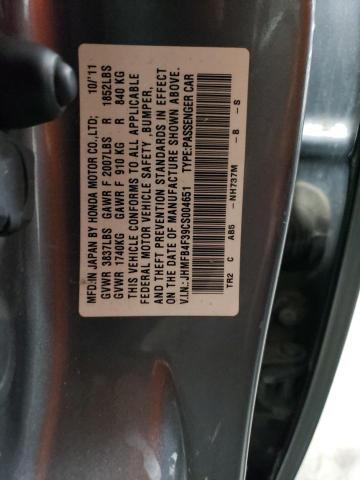 MFD IN JAPAN BY HONDA MOTOR CO.,LTD; 10/'11
GVWR 3837LBS GAWR F 2007LBS R 1852LBS
GVWR 1740KG GAWR F 910 KG R 840 KG
THIS VEHICLE CONFORMS TO ALL APPLICABLE
FEDERAL MOTOR VEHICLE SAFETY ,BUMPER,
AND THEFT PREVENTION STANDARDS IN EFFECT
ON THE DATE OF MANUFACTURE SHOWN ABOVE.
V.I.N.:JHMFB4F39CS004651 TYPE:PASSENGER CAR
TR2 C AB5 -NH737M -B -S